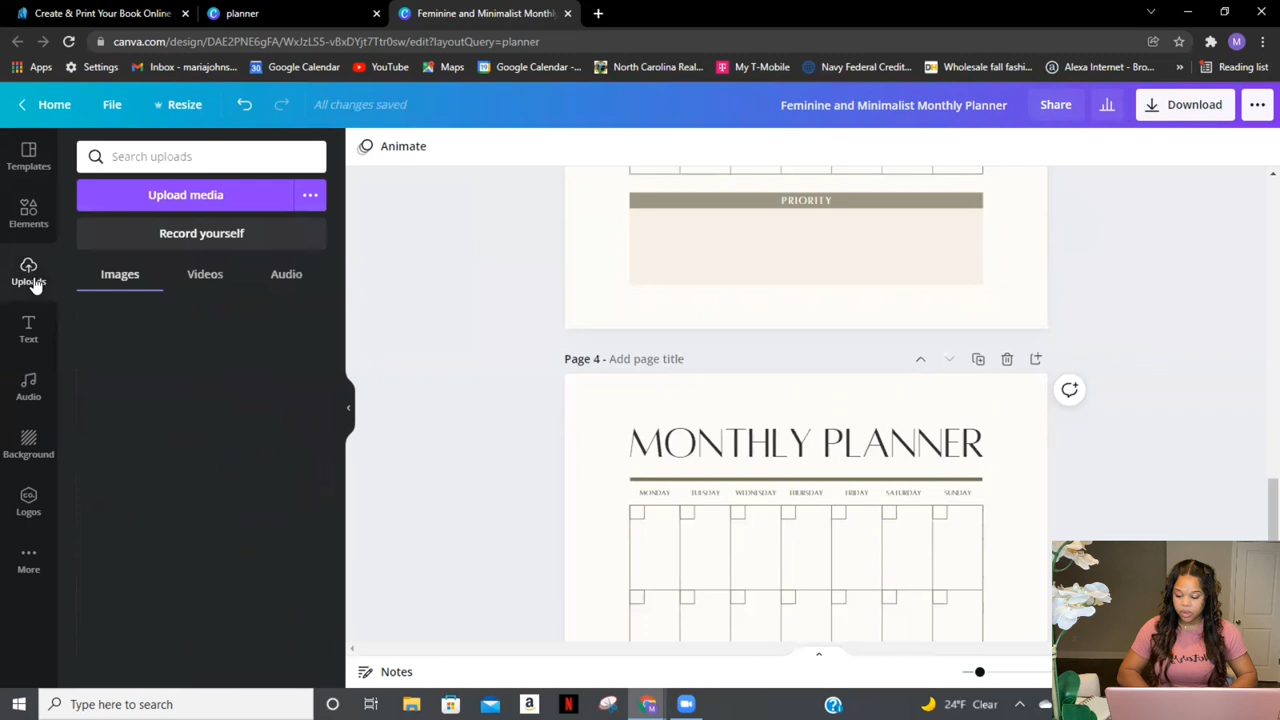 Create & Print Your Book Online
planner
Feminine and Minimalist Monthly
canva.com/design/DAE2PNE6gFA/WxJzLS5-vBxDYjt7Ttr0sw/edit?layoutQuery=planner
M
Apps
Settings
Inbox - mariajohns...
Google Calendar
YouTube
Maps
Google Calendar -...
North Carolina Real...
My T-Mobile
Navy Federal Credit...
Wholesale fall fashio...
Alexa Internet - Bro...
»
Reading list
Home
File
Resize
All changes saved
Feminine and Minimalist Monthly Planner
Share
Download
Templates
Elements
Uploads
Text
Audio
Background
CO.
Logos
More
Search uploads
Upload media
Record yourself
Images
Videos
Audio
Animate
PRIORITY
Page 4 - Add page title
MONTHLY PLANNER
MONDAY TUESDAY WEDNESDAY THURSDAY FRIDAY SATURDAY SUNDAY
Notes
Type here to search
24°F Clear